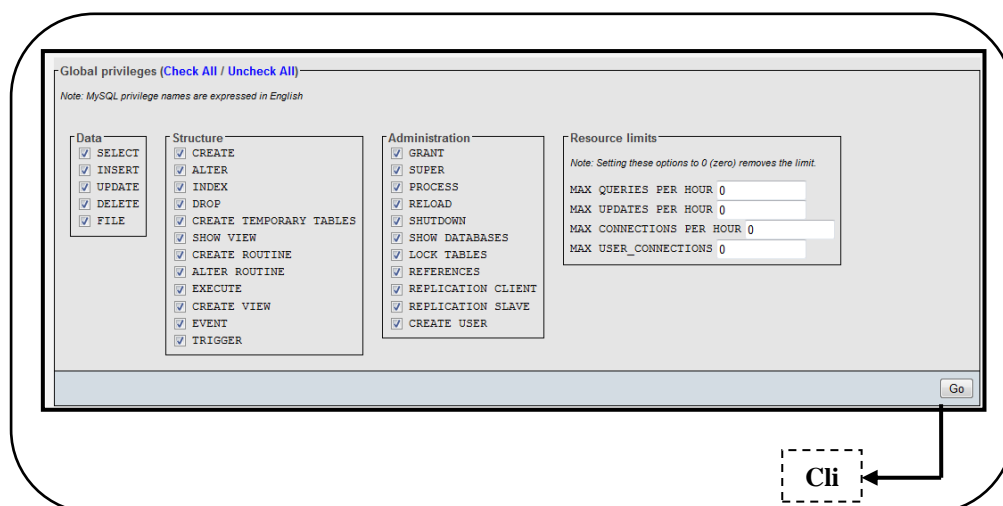 Global privileges (Check All / Uncheck All)
Note: MySQL privilege names are expressed in English
Data
SELECT
INSERT
UPDATE
DELETE
FILE
Structure
CREATE
ALTER
INDEX
DROP
CREATE TEMPORARY TABLES
SHOW VIEW
CREATE ROUTINE
ALTER ROUTINE
EXECUTE
CREATE VIEW
EVENT
TRIGGER
Administration
GRANT
SUPER
PROCESS
RELOAD
SHUTDOWN
SHOW DATABASES
LOCK TABLES
REFERENCES
REPLICATION CLIENT
REPLICATION SLAVE
CREATE USER
Resource limits
Note: Setting these options to 0 (zero) removes the limit.
MAX QUERIES PER HOUR 0
MAX UPDATES PER HOUR 0
MAX CONNECTIONS PER HOUR 0
MAX USER_CONNECTIONS 0
Go
Cli